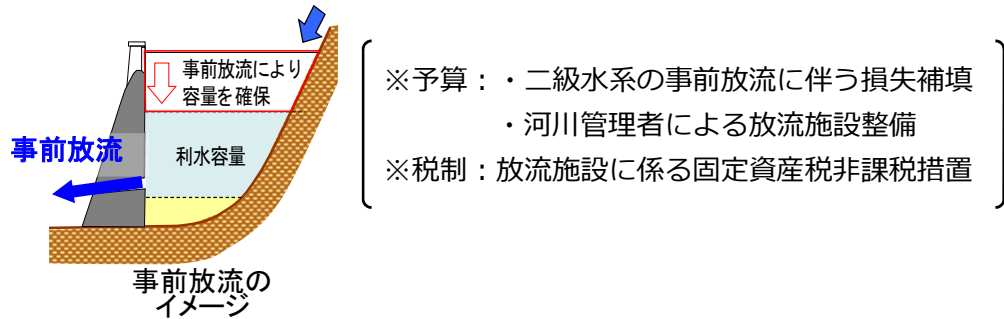 事前放流により
容量を確保
事前放流
利水容量
事前放流の
イメージ
※予算：・二級水系の事前放流に伴う損失補填
・河川管理者による放流施設整備
※税制：放流施設に係る固定資産税非課税措置